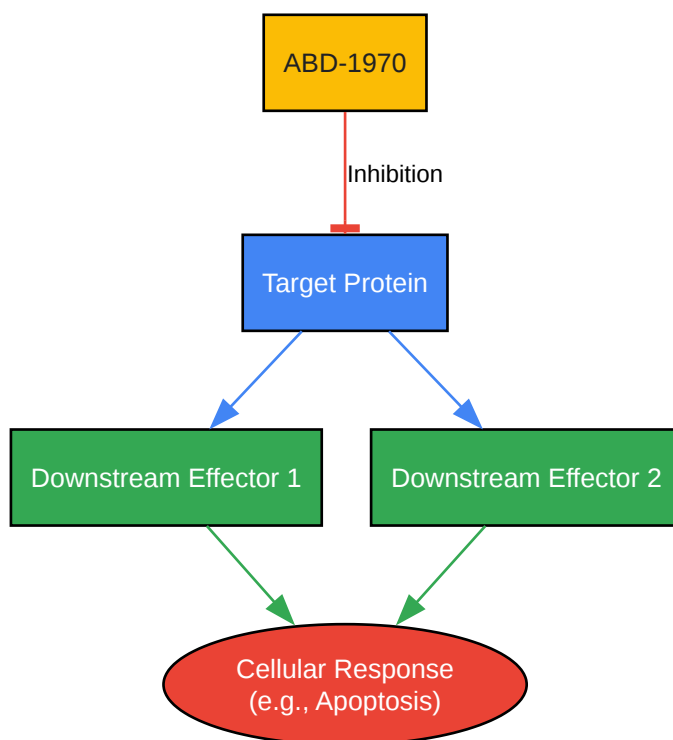 ABD-1970
Inhibition
Target Protein
Downstream Effector 1
Downstream Effector 2
Cellular Response
(e.g., Apoptosis)